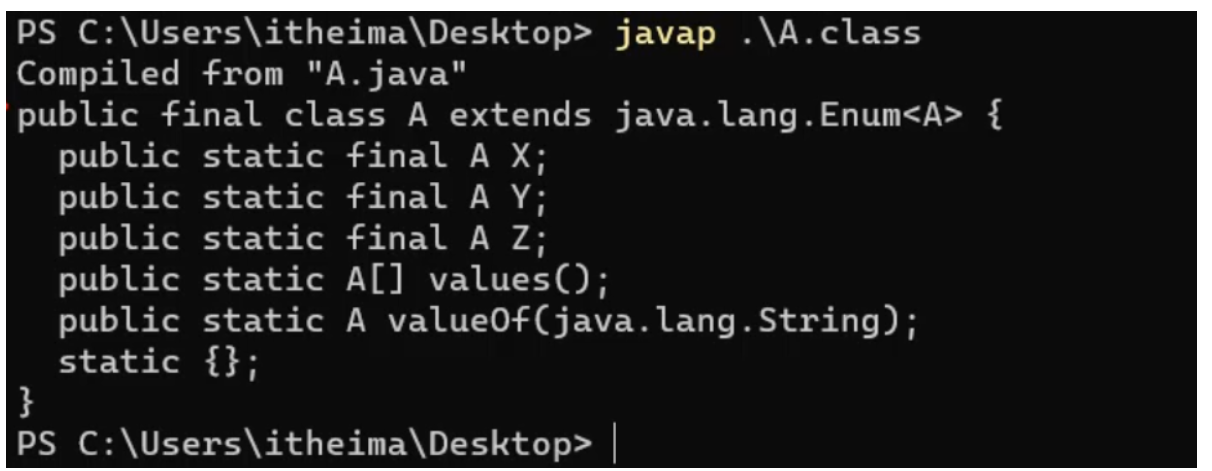 PS C:\Users\itheima\Desktop> javap .\A.class
Compiled from "A.java"
public final class A extends java.lang.Enum<A> {
  public static final A X;
  public static final A Y;
  public static final A Z;
  public static A[] values();
  public static A valueOf(java.lang.String);
  static {};
}
PS C:\Users\itheima\Desktop>